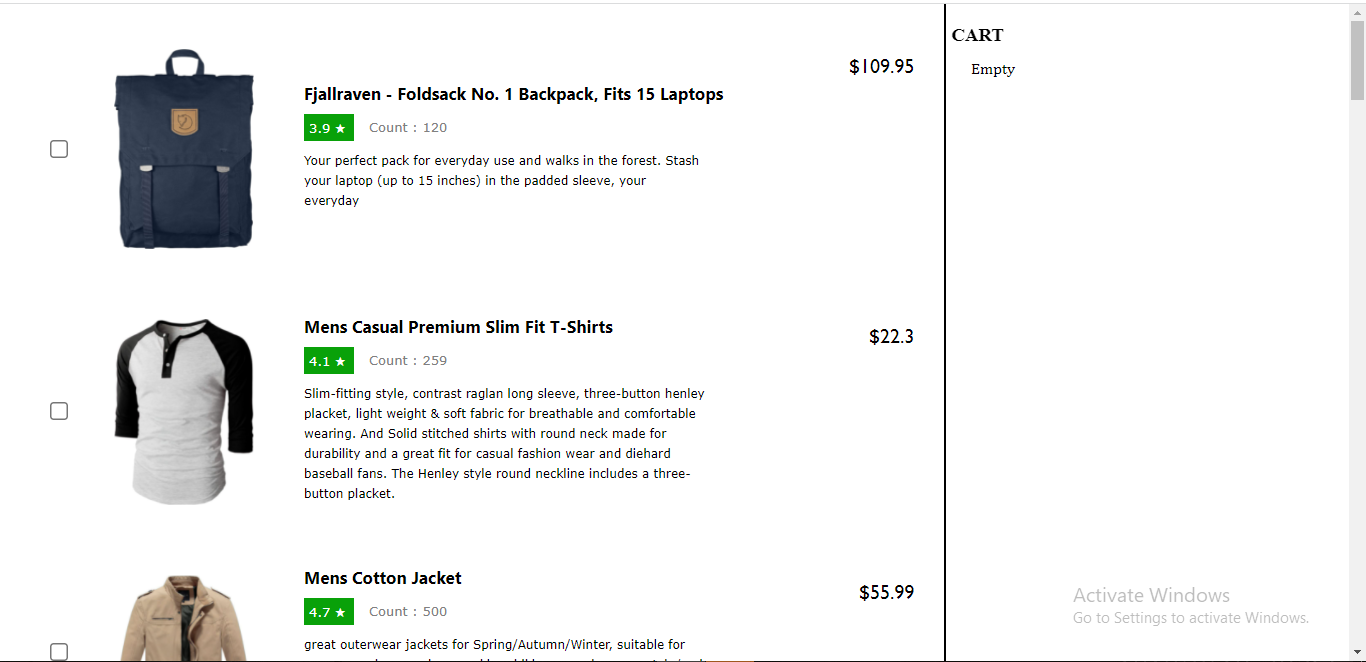 CART
Empty
$109.95
Fjallraven - Foldsack No. 1 Backpack, Fits 15 Laptops
3.9 ★ Count : 120
Your perfect pack for everyday use and walks in the forest. Stash
your laptop (up to 15 inches) in the padded sleeve, your
everyday
$22.3
Mens Casual Premium Slim Fit T-Shirts
4.1 ★ Count : 259
Slim-fitting style, contrast raglan long sleeve, three-button henley
placket, light weight & soft fabric for breathable and comfortable
wearing. And Solid stitched shirts with round neck made for
durability and a great fit for casual fashion wear and diehard
baseball fans. The Henley style round neckline includes a three-
button placket.
$55.99
Mens Cotton Jacket
4.7 ★ Count : 500
great outerwear jackets for Spring/Autumn/Winter, suitable for
Activate Windows
Go to Settings to activate Windows.